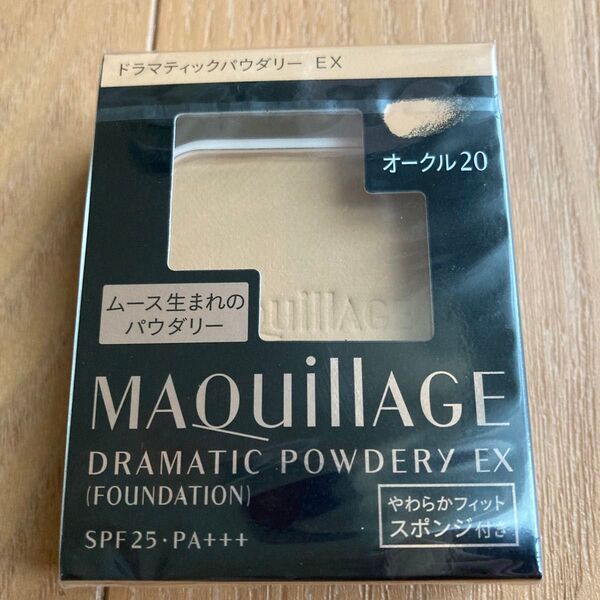 ドラマティックパウダリー EX
オークル20
QuillAGE
ムース生まれの
パウダリー
MAQuillAGE
DRAMATIC POWDERY EX
(FOUNDATION)
やわらかフィット
スポンジ付き
SPF25・PA+++